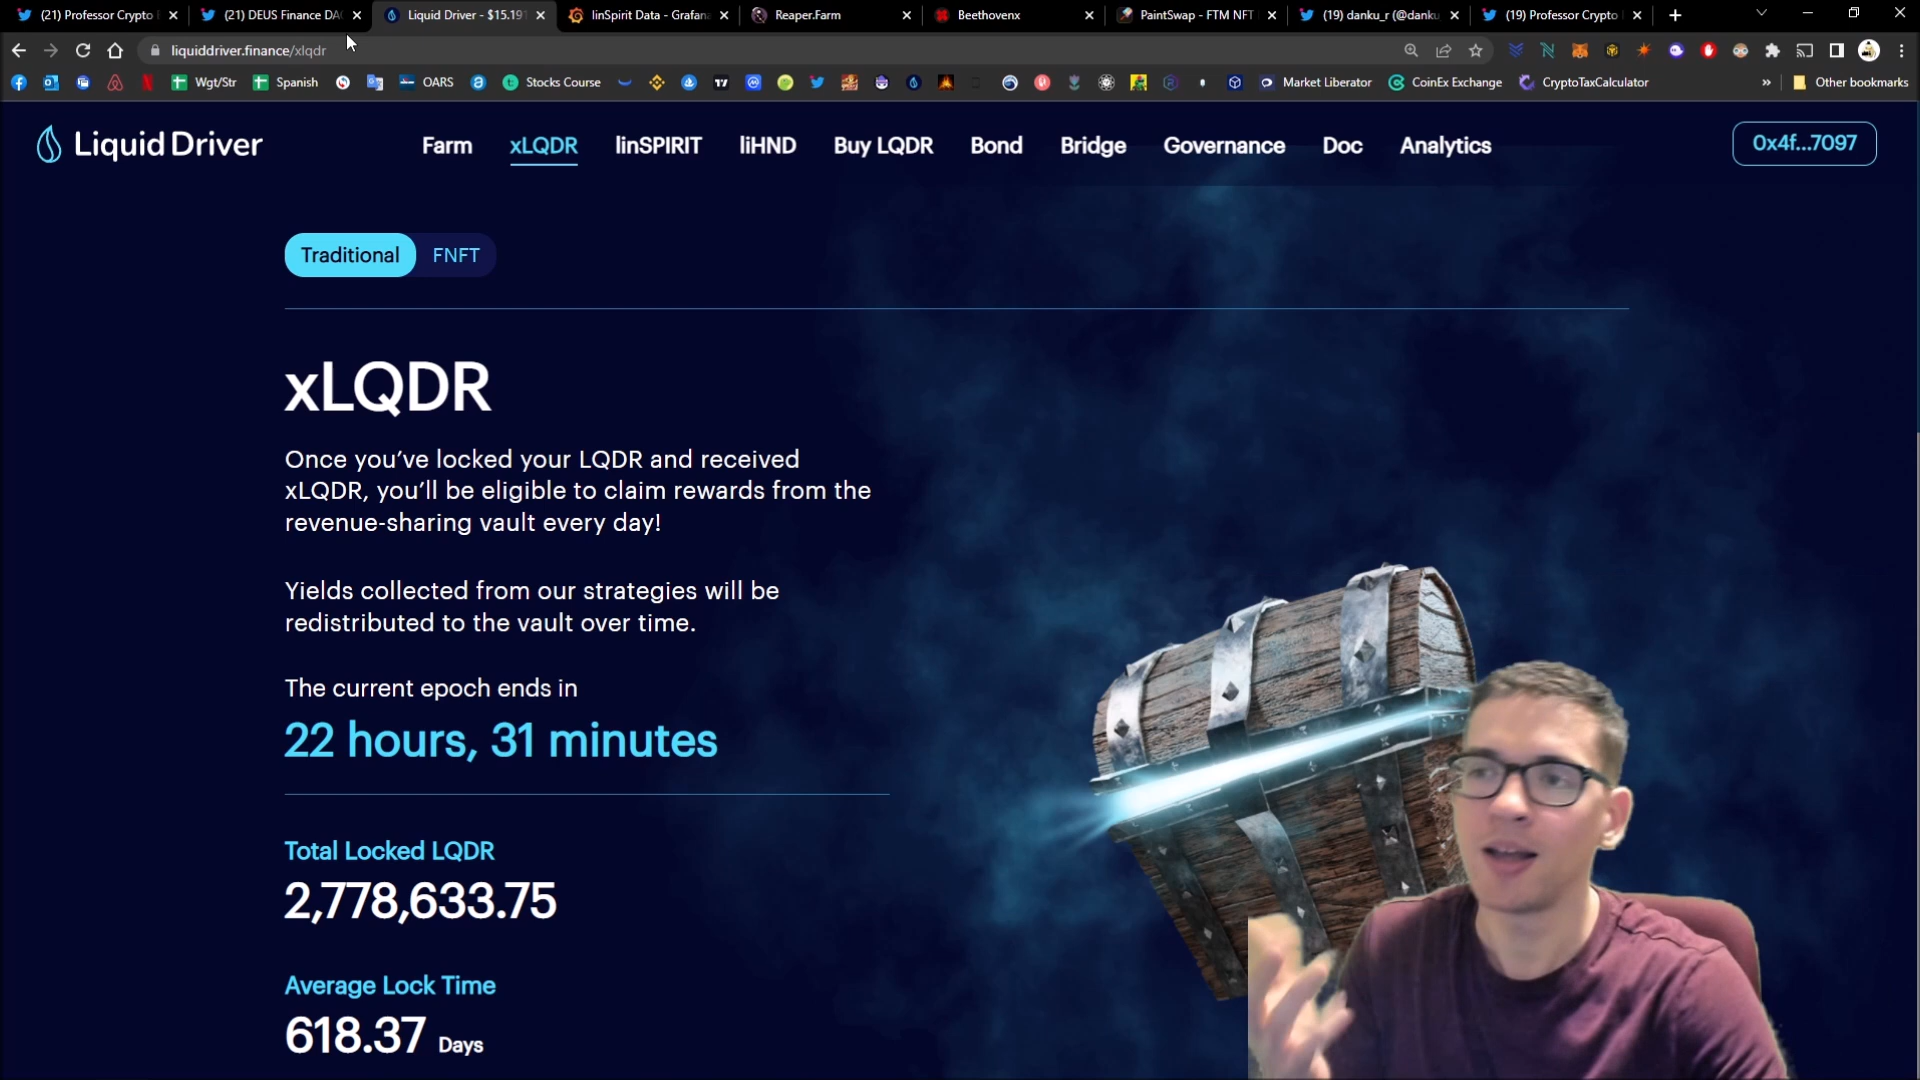 (21) Professor Crypto
(21) DEUS Finance DA
Liquid Driver - $15.191
linSpirit Data - Grafana
Reaper.Farm
Beethovenx
PaintSwap - FTM NFT
(19) danku_r (@danku
(19) Professor Crypto
liquiddriver.finance/xlqdr
Wgt/Str
Spanish
OARS
Stocks Course
Market Liberator
CoinEx Exchange
CryptoTaxCalculator
Other bookmarks
Liquid Driver
Farm
xLQDR
linSPIRIT
liHND
Buy LQDR
Bond
Bridge
Governance
Doc
Analytics
0x4f...7097
Traditional
FNFT
xLQDR
Once you've locked your LQDR and received
xLQDR, you'll be eligible to claim rewards from the
revenue-sharing vault every day!
Yields collected from our strategies will be
redistributed to the vault over time.
The current epoch ends in
22 hours, 31 minutes
Total Locked LQDR
2,778,633.75
Average Lock Time
618.37 Days